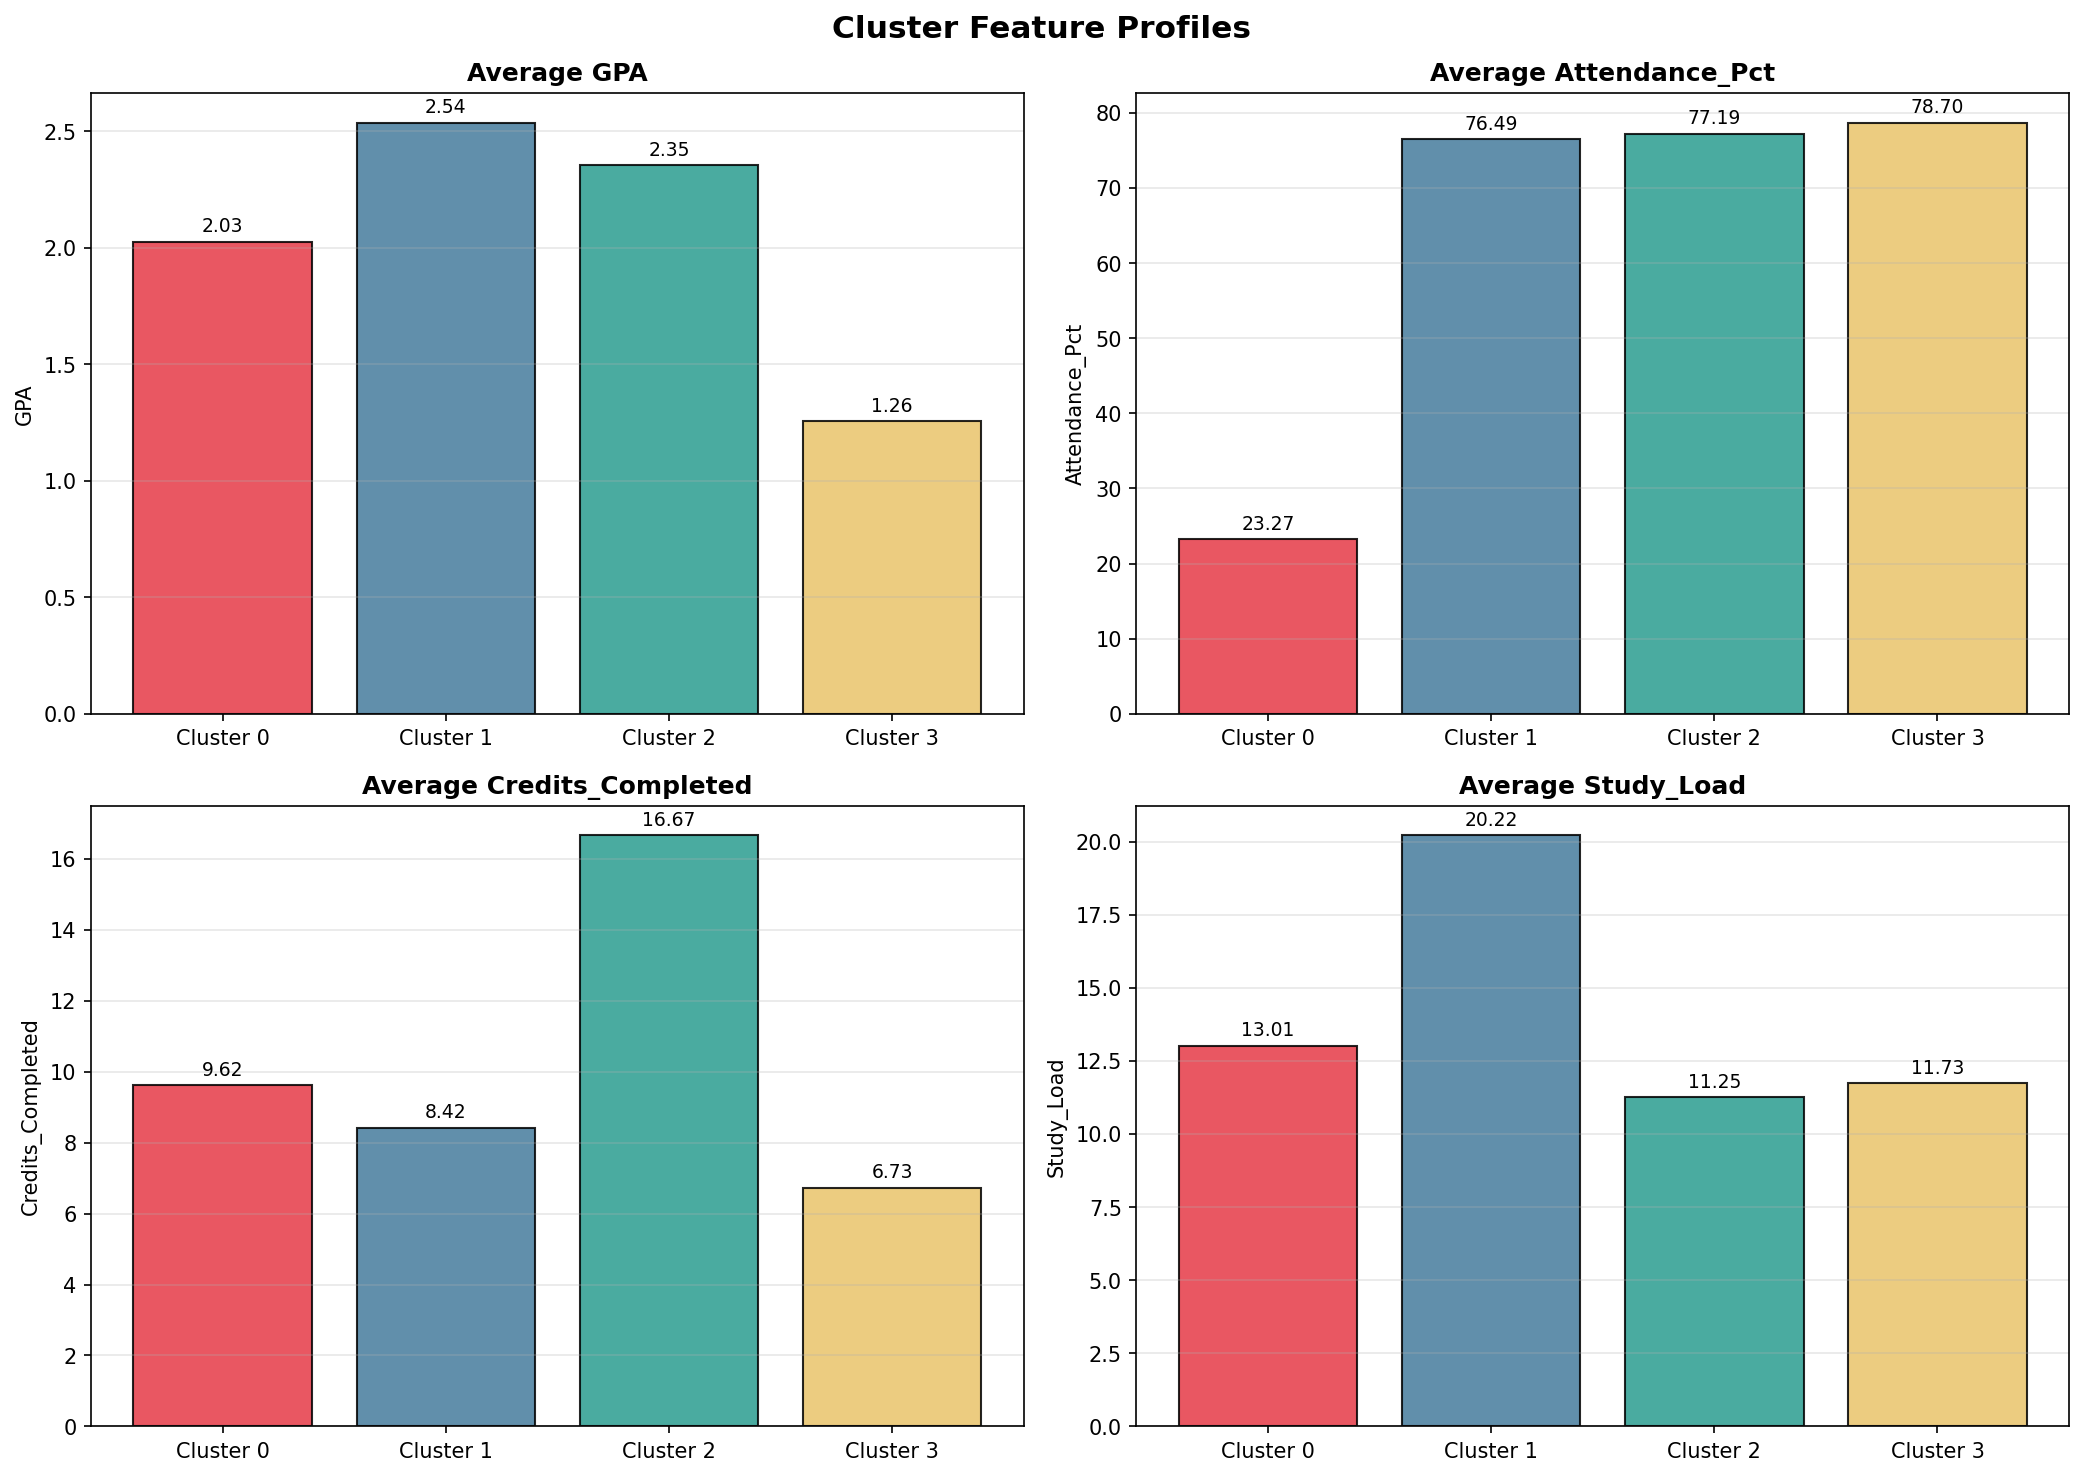 Cluster Feature Profiles
Average GPA
GPA
2.5
2.0
1.5
1.0
0.5
0.0
2.03
2.54
2.35
1.26
Cluster 0
Cluster 1
Cluster 2
Cluster 3
Average Attendance_Pct
Attendance_Pct
80
70
60
50
40
30
20
10
0
23.27
76.49
77.19
78.70
Cluster 0
Cluster 1
Cluster 2
Cluster 3
Average Credits_Completed
Credits_Completed
16
14
12
10
8
6
4
2
0
9.62
8.42
16.67
6.73
Cluster 0
Cluster 1
Cluster 2
Cluster 3
Average Study_Load
Study_Load
20.0
17.5
15.0
12.5
10.0
7.5
5.0
2.5
0.0
13.01
20.22
11.25
11.73
Cluster 0
Cluster 1
Cluster 2
Cluster 3